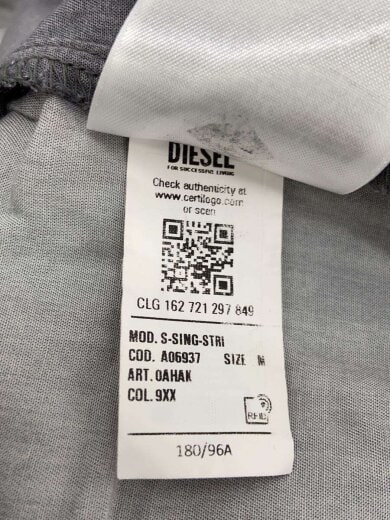 DIESEL
FOR SUCCESSFUL LIVING
Check authenticity at
www.certilogo.com
or scan
CLG 162 721 297 849
MOD. S-SING-STRI
COD. A06937 SIZE M
ART. 0AHAK
COL. 9XX
RFID
180/96A